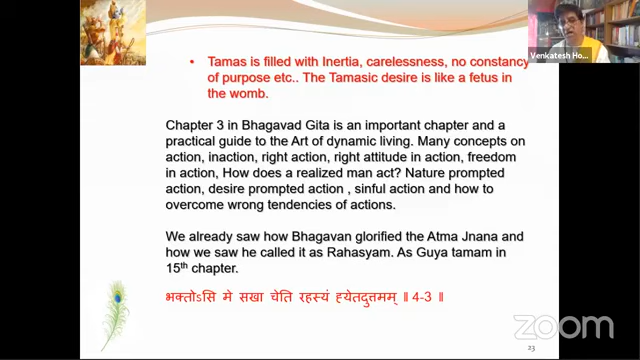 Venkatesh Ho...
• Tamas is filled with Inertia, carelessness, no constancy
of purpose etc.. The Tamasic desire is like a fetus in
the womb.
Chapter 3 in Bhagavad Gita is an important chapter and a
practical guide to the Art of dynamic living. Many concepts on
action, inaction, right action, right attitude in action, freedom
in action, How does a realized man act? Nature prompted
action, desire prompted action , sinful action and how to
overcome wrong tendencies of actions.
We already saw how Bhagavan glorified the Atma Jnana and
how we saw he called it as Rahasyam. As Guya tamam in
15th chapter.
भक्तोऽसि मे सखा चेति रहस्यं ह्येतदुत्तमम् ॥ 4-3 ॥
zoom
23